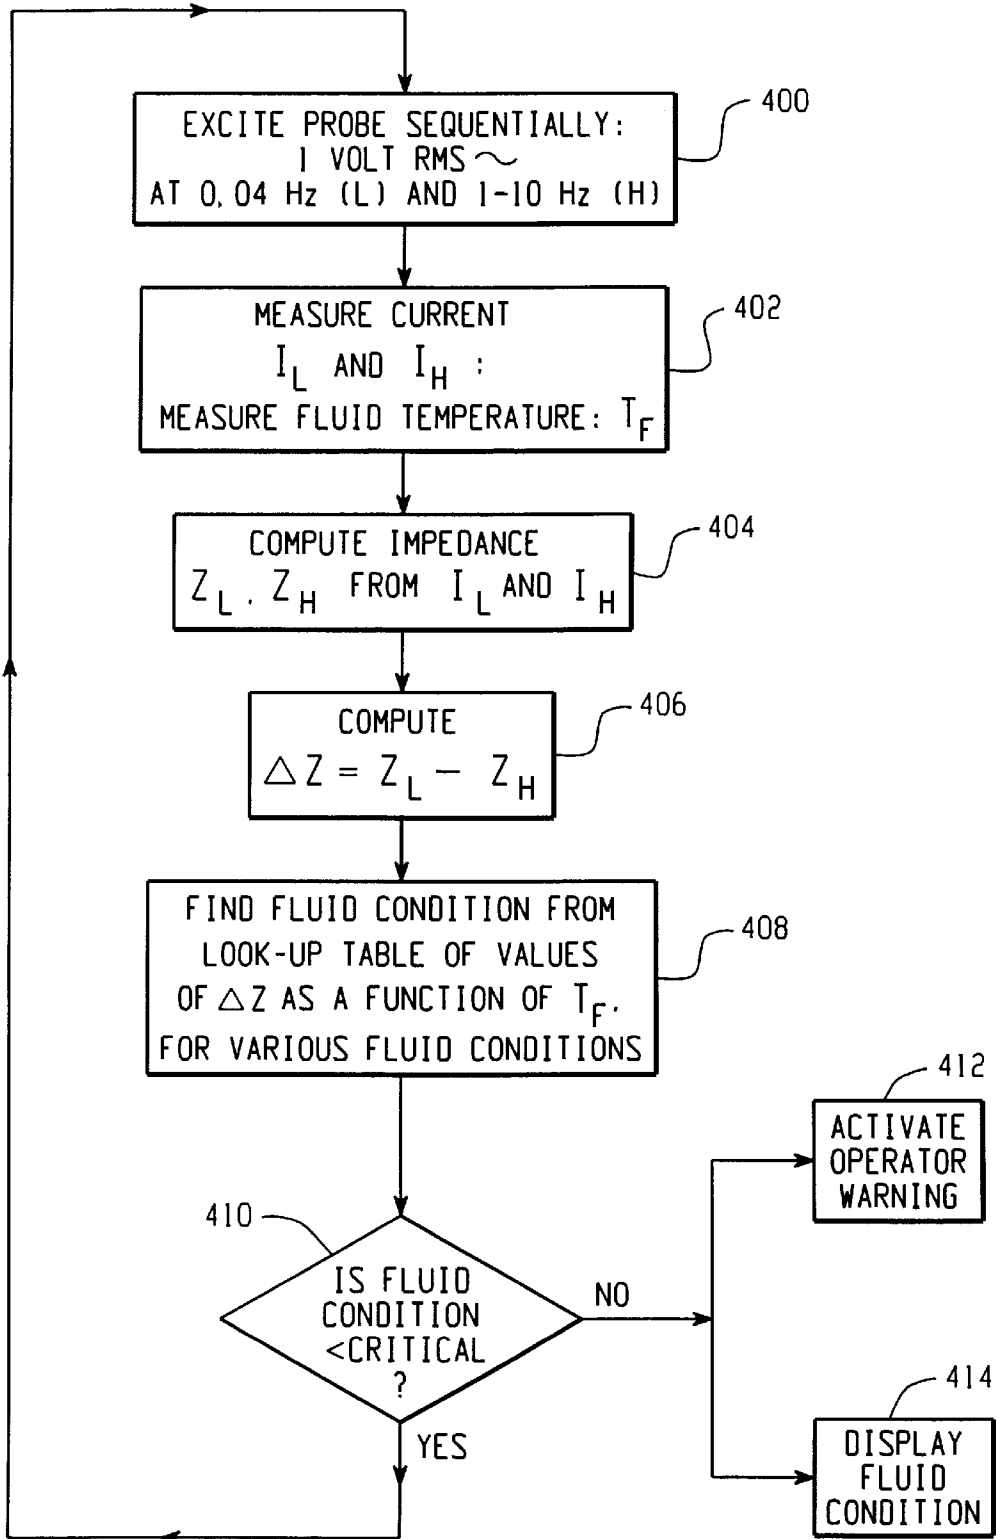 400
EXCITE PROBE SEQUENTIALLY:
1 VOLT RMS ~
AT 0,04 Hz (L) AND 1-10 Hz (H)
402
MEASURE CURRENT
I_L AND I_H :
MEASURE FLUID TEMPERATURE: T_F
404
COMPUTE IMPEDANCE
Z_L . Z_H FROM I_L AND I_H
406
COMPUTE
△Z = Z_L - Z_H
408
FIND FLUID CONDITION FROM
LOOK-UP TABLE OF VALUES
OF △Z AS A FUNCTION OF T_F.
FOR VARIOUS FLUID CONDITIONS
410
IS FLUID
CONDITION
<CRITICAL
?
NO
YES
412
ACTIVATE
OPERATOR
WARNING
414
DISPLAY
FLUID
CONDITION